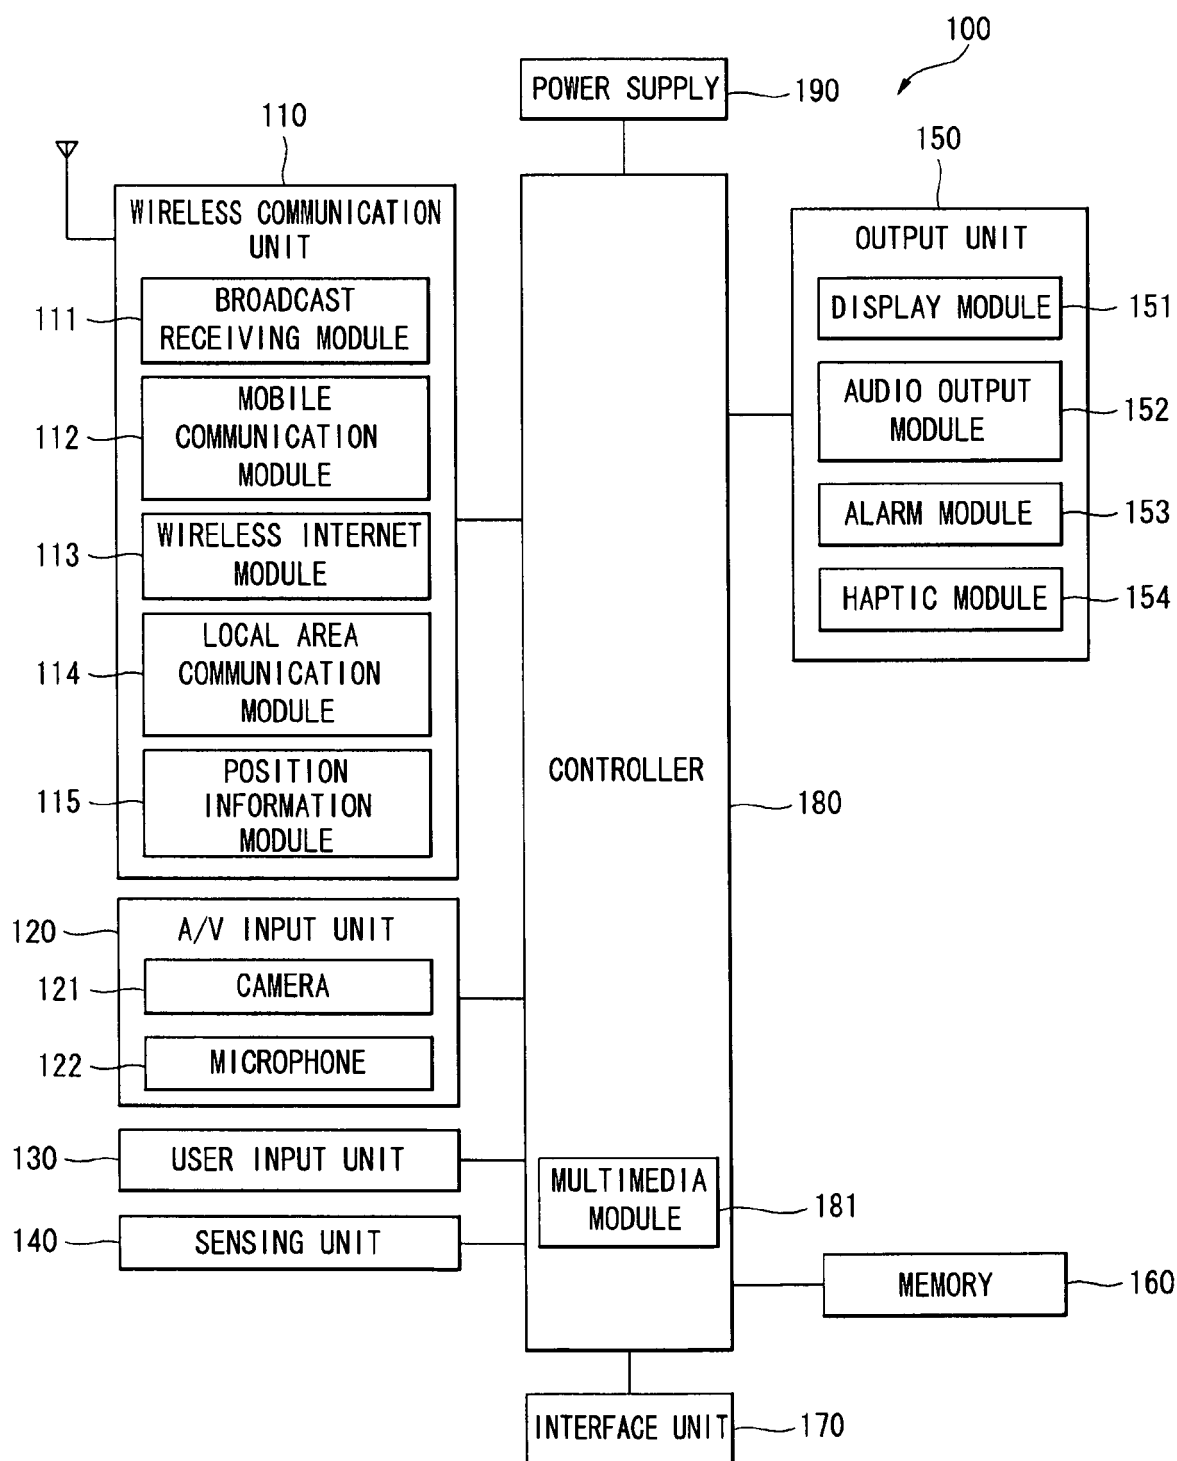 100
POWER SUPPLY
190
110
150
WIRELESS COMMUNICATION
UNIT
OUTPUT UNIT
BROADCAST
RECEIVING MODULE
111
DISPLAY MODULE
151
MOBILE
COMMUNICATION
MODULE
112
AUDIO OUTPUT
MODULE
152
WIRELESS INTERNET
MODULE
113
ALARM MODULE
153
HAPTIC MODULE
154
LOCAL AREA
COMMUNICATION
MODULE
114
POSITION
INFORMATION
MODULE
115
CONTROLLER
180
A/V INPUT UNIT
120
CAMERA
121
MICROPHONE
122
USER INPUT UNIT
130
MULTIMEDIA
MODULE
181
SENSING UNIT
140
MEMORY
160
INTERFACE UNIT
170